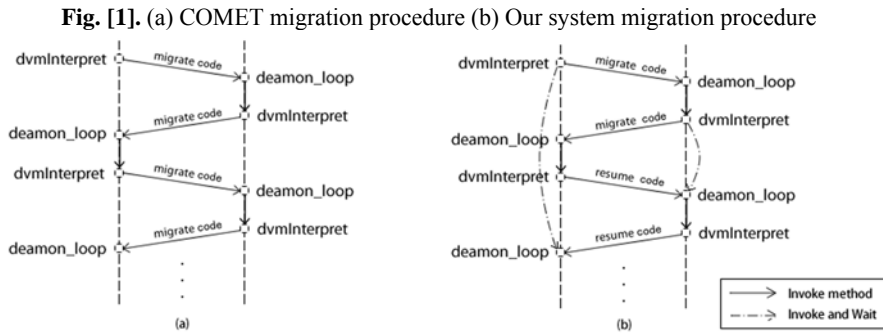 Fig. [1]. (a) COMET migration procedure (b) Our system migration procedure
dvmInterpret
migrate code
deamon_loop
migrate code
dvmInterpret
deamon_loop
dvmInterpret
migrate code
deamon_loop
migrate code
dvmInterpret
deamon_loop
(a)
dvmInterpret
migrate code
deamon_loop
migrate code
dvmInterpret
deamon_loop
dvmInterpret
resume code
deamon_loop
resume code
dvmInterpret
deamon_loop
(b)
Invoke method
Invoke and Wait